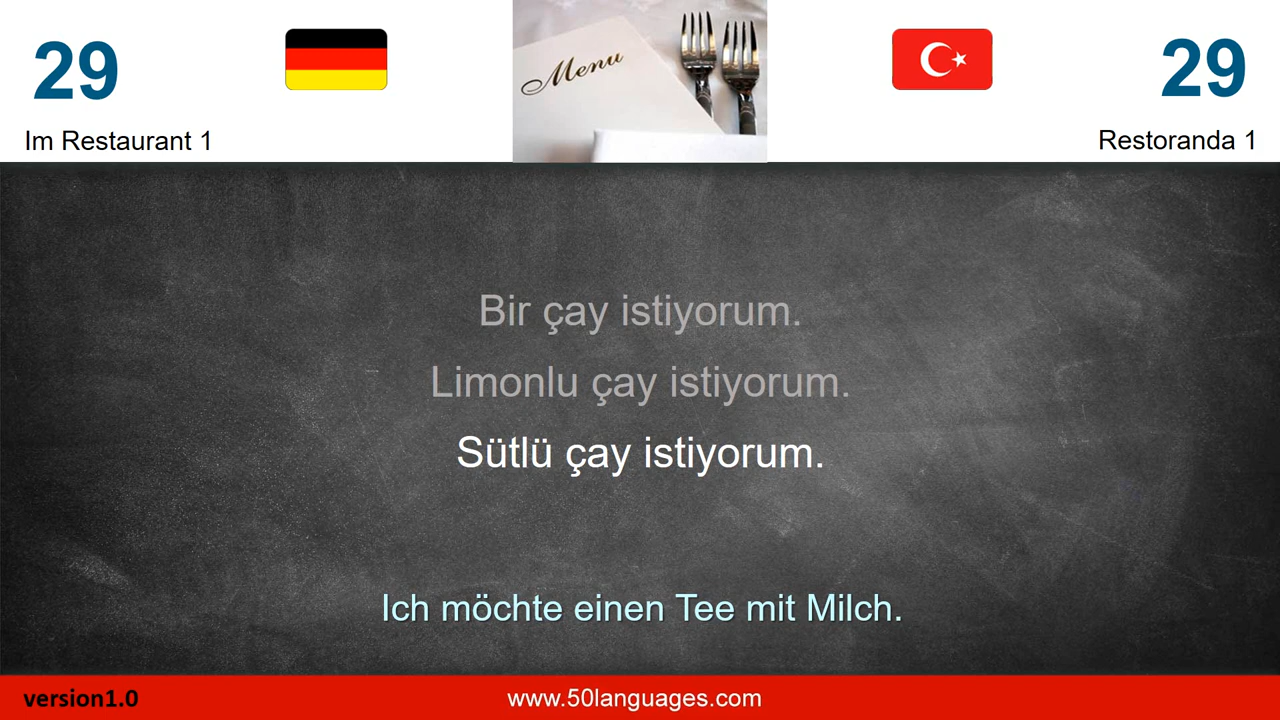 29
29
Im Restaurant 1
Menu
Restoranda 1
Bir çay istiyorum.
Limonlu çay istiyorum.
Sütlü çay istiyorum.
Ich möchte einen Tee mit Milch.
version1.0
www.50languages.com